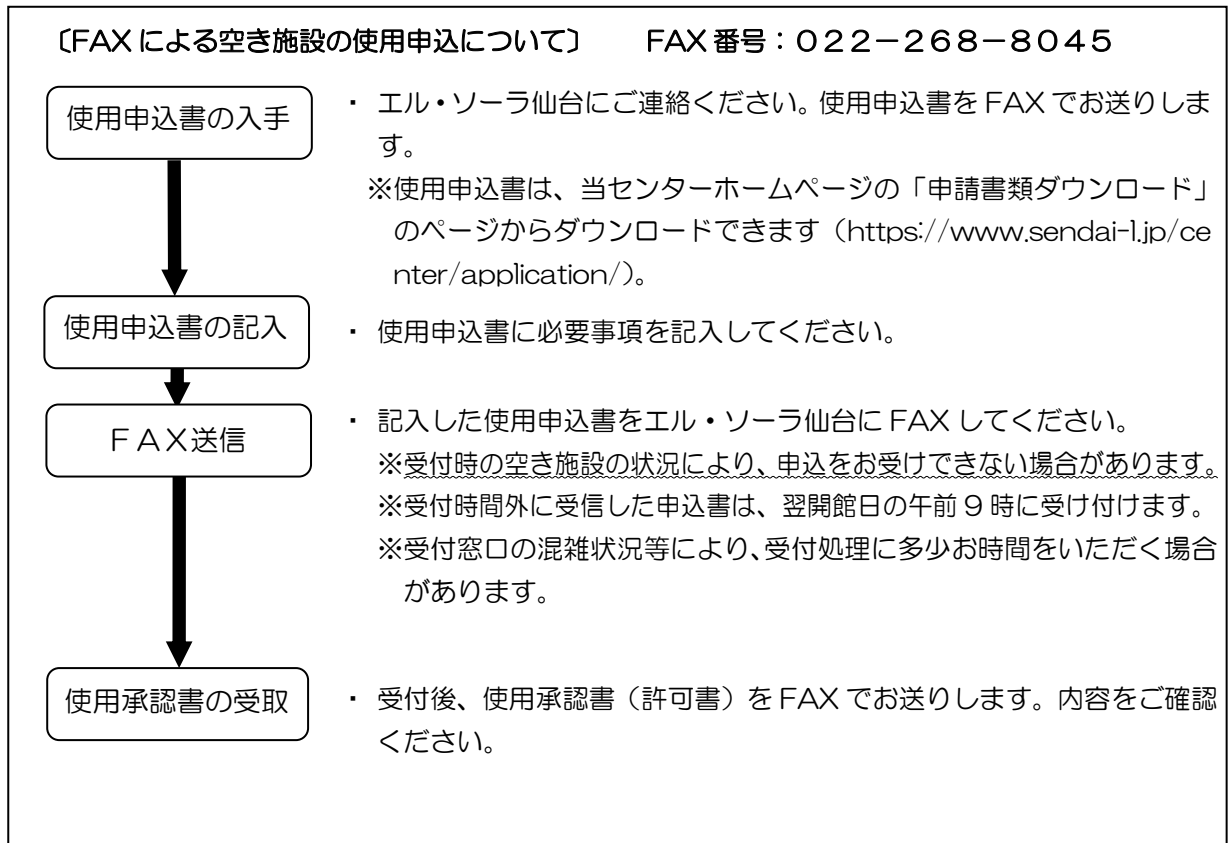 〔FAX による空き施設の使用申込について〕　　FAX 番号：０２２－２６８－８０４５
使用申込書の入手
・ エル・ソーラ仙台にご連絡ください。使用申込書を FAX でお送りしま
す。
※使用申込書は、当センターホームページの「申請書類ダウンロード」
のページからダウンロードできます（https://www.sendai-l.jp/ce
nter/application/）。
使用申込書の記入
・ 使用申込書に必要事項を記入してください。
ＦＡＸ送信
・ 記入した使用申込書をエル・ソーラ仙台に FAX してください。
※受付時の空き施設の状況により、申込をお受けできない場合があります。
※受付時間外に受信した申込書は、翌開館日の午前 9 時に受け付けます。
※受付窓口の混雑状況等により、受付処理に多少お時間をいただく場合
があります。
使用承認書の受取
・ 受付後、使用承認書（許可書）を FAX でお送りします。内容をご確認
ください。